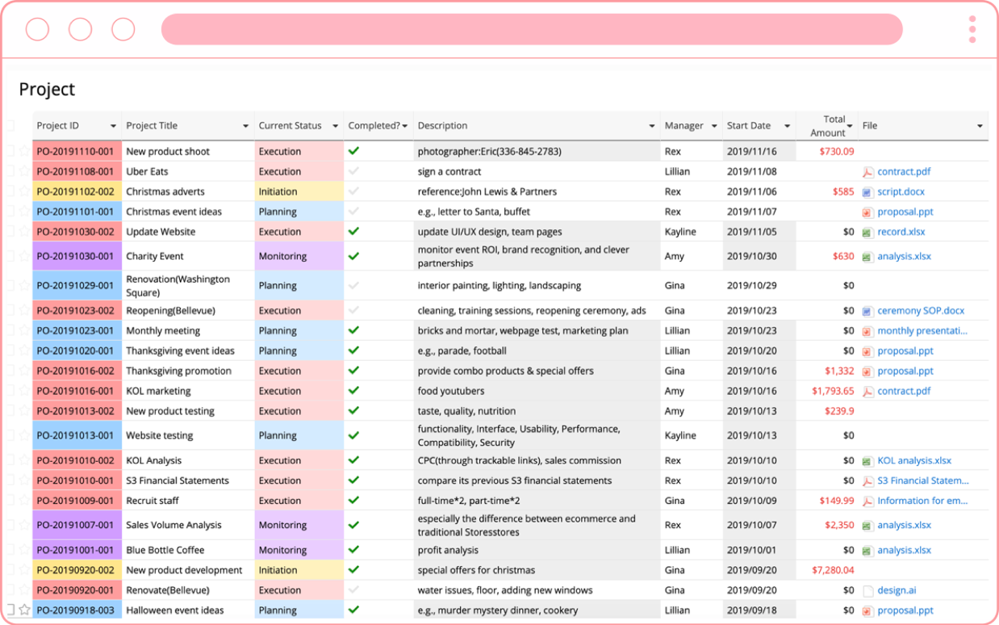 Project
Project ID Project Title Current Status Completed? Description Manager Start Date Total Amount File
PO-20191110-001 New product shoot Execution photographer:Eric(336-845-2783) Rex 2019/11/16 $730.09
PO-20191108-001 Uber Eats Execution sign a contract Lillian 2019/11/08 contract.pdf
PO-20191102-002 Christmas adverts Initiation reference:John Lewis & Partners Rex 2019/11/06 $585 script.docx
PO-20191101-001 Christmas event ideas Planning e.g., letter to Santa, buffet Rex 2019/11/07 proposal.ppt
PO-20191030-002 Update Website Execution update UI/UX design, team pages Kayline 2019/11/05 $0 record.xlsx
PO-20191030-001 Charity Event Monitoring monitor event ROI, brand recognition, and clever partnerships Amy 2019/10/30 $630 analysis.xlsx
PO-20191029-001 Renovation(Washington Square) Planning interior painting, lighting, landscaping Gina 2019/10/29 $0
PO-20191023-002 Reopening(Bellevue) Execution cleaning, training sessions, reopening ceremony, ads Gina 2019/10/23 $0 ceremony SOP.docx
PO-20191023-001 Monthly meeting Planning bricks and mortar, webpage test, marketing plan Lillian 2019/10/23 $0 monthly presentati...
PO-20191020-001 Thanksgiving event ideas Planning e.g., parade, football Lillian 2019/10/20 $0 proposal.ppt
PO-20191016-002 Thanksgiving promotion Execution provide combo products & special offers Gina 2019/10/16 $1,332 proposal.ppt
PO-20191016-001 KOL marketing Execution food youtubers Amy 2019/10/16 $1,793.65 contract.pdf
PO-20191013-002 New product testing Execution taste, quality, nutrition Amy 2019/10/13 $239.9
PO-20191013-001 Website testing Planning functionality, Interface, Usability, Performance, Compatibility, Security Kayline 2019/10/13 $0
PO-20191010-002 KOL Analysis Execution CPC(through trackable links), sales commission Rex 2019/10/10 $0 KOL analysis.xlsx
PO-20191010-001 S3 Financial Statements Execution compare its previous S3 financial statements Rex 2019/10/10 $0 S3 Financial Statem...
PO-20191009-001 Recruit staff Execution full-time*2, part-time*2 Gina 2019/10/09 $149.99 Information for em...
PO-20191007-001 Sales Volume Analysis Monitoring especially the difference between ecommerce and traditional Storesstores Rex 2019/10/07 $2,350 analysis.xlsx
PO-20191001-001 Blue Bottle Coffee Monitoring profit analysis Lillian 2019/10/01 $0 analysis.xlsx
PO-20190920-002 New product development Initiation special offers for christmas Gina 2019/09/20 $7,280.04
PO-20190920-001 Renovate(Bellevue) Execution water issues, floor, adding new windows Gina 2019/09/20 $0 design.ai
PO-20190918-003 Halloween event ideas Planning e.g., murder mystery dinner, cookery Lillian 2019/09/18 $0 proposal.ppt